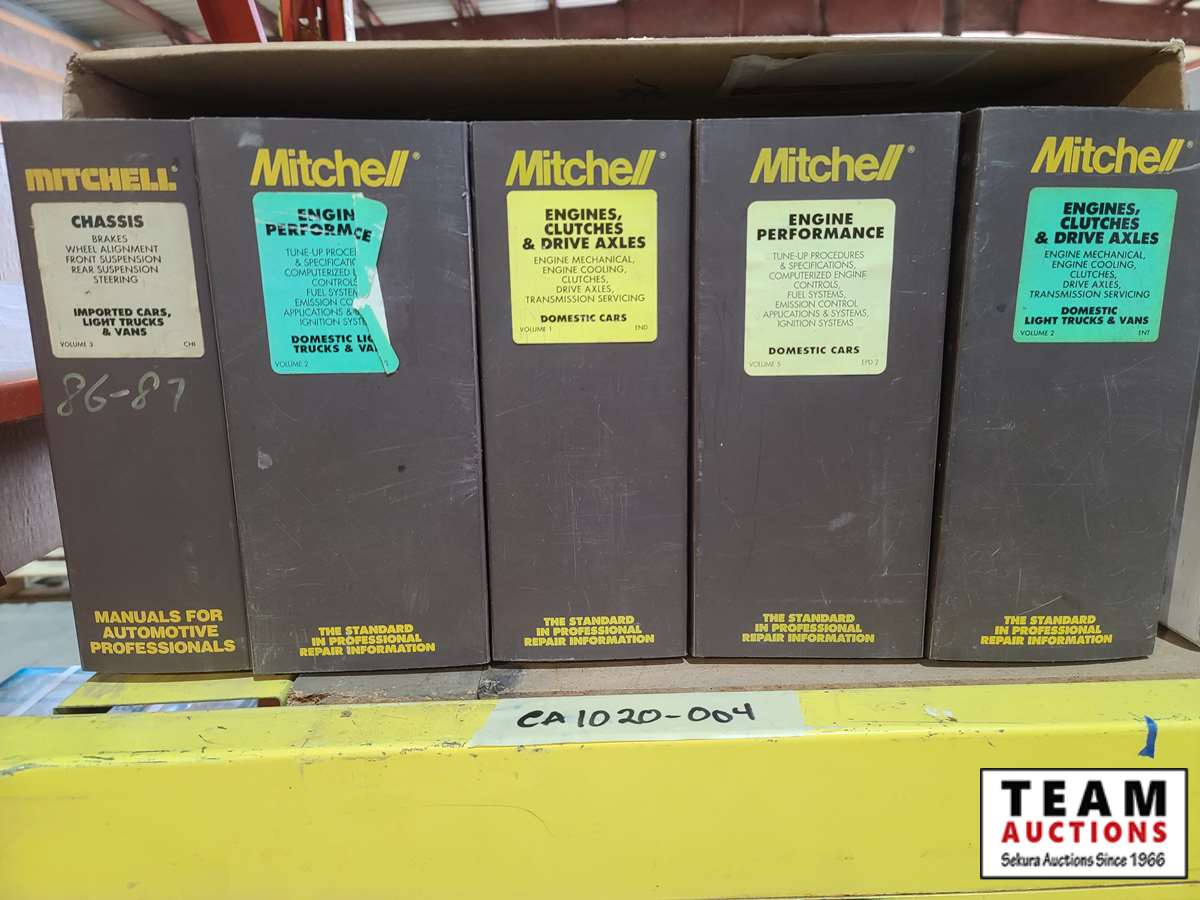 MITCHELL®
CHASSIS
BRAKES
WHEEL ALIGNMENT
FRONT SUSPENSION
REAR SUSPENSION
STEERING
IMPORTED CARS,
LIGHT TRUCKS
& VANS
VOLUME 3 CHI
86-87
MANUALS FOR
AUTOMOTIVE
PROFESSIONALS
Mitchell®
ENGIN
PERFORM CE
TUNE-UP PROCE
& SPECIFICATI
COMPUTERIZED
CONTROLS
FUEL SYSTEM
EMISSION CO
APPLICATIONS &
IGNITION SYST
DOMESTIC LIG
TRUCKS & VA
VOLUME 2
THE STANDARD
IN PROFESSIONAL
REPAIR INFORMATION
Mitchell®
ENGINES,
CLUTCHES
& DRIVE AXLES
ENGINE MECHANICAL,
ENGINE COOLING,
CLUTCHES,
DRIVE AXLES,
TRANSMISSION SERVICING
DOMESTIC CARS
VOLUME 1 END
THE STANDARD
IN PROFESSIONAL
REPAIR INFORMATION
Mitchell®
ENGINE
PERFORMANCE
TUNE-UP PROCEDURES
& SPECIFICATIONS,
COMPUTERIZED ENGINE
CONTROLS,
FUEL SYSTEMS,
EMISSION CONTROL
APPLICATIONS & SYSTEMS,
IGNITION SYSTEMS
DOMESTIC CARS
VOLUME 5 EPD 2
THE STANDARD
IN PROFESSIONAL
REPAIR INFORMATION
Mitchell®
ENGINES,
CLUTCHES
& DRIVE AXLES
ENGINE MECHANICAL,
ENGINE COOLING,
CLUTCHES,
DRIVE AXLES,
TRANSMISSION SERVICING
DOMESTIC
LIGHT TRUCKS & VANS
VOLUME 2 ENT
THE STANDARD
IN PROFESSIONAL
REPAIR INFORMATION
CA1020-004
TEAM
AUCTIONS
Sekura Auctions Since 1966